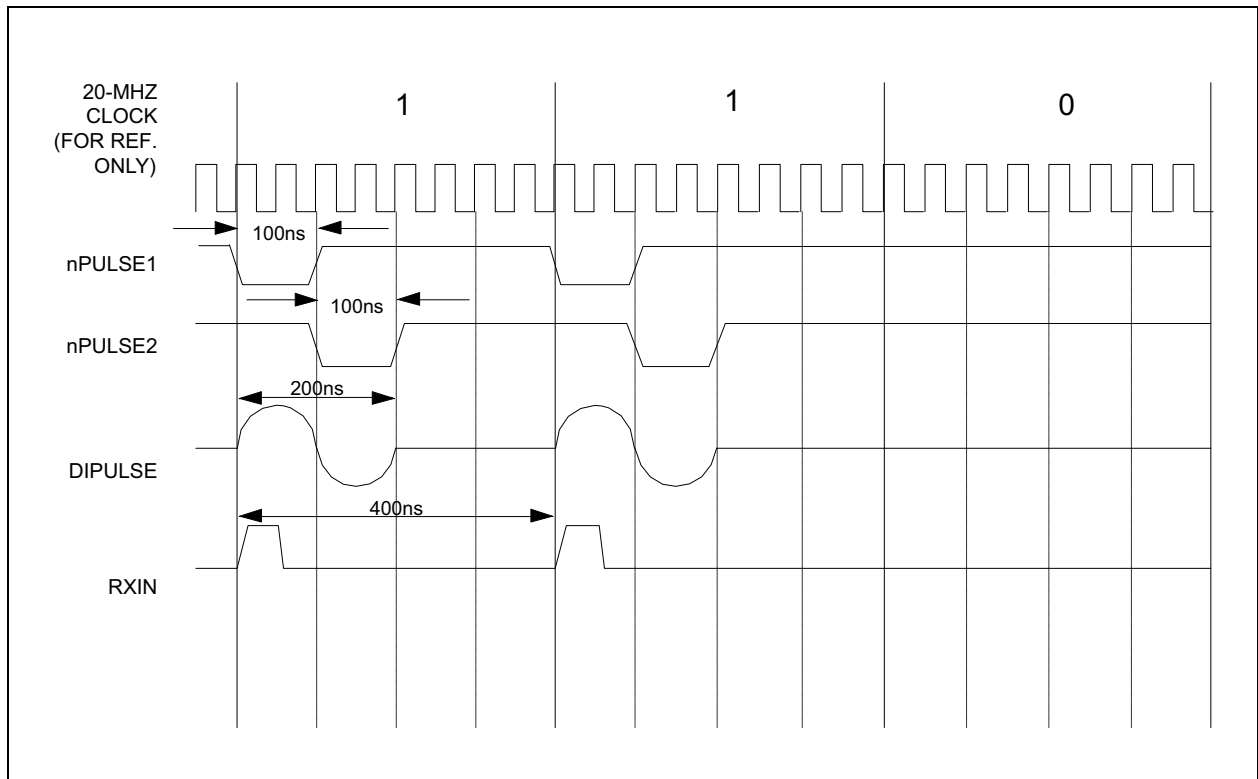 20-MHZ
CLOCK
(FOR REF.
ONLY)
1
1
0
100ns
nPULSE1
100ns
nPULSE2
200ns
DIPULSE
400ns
RXIN